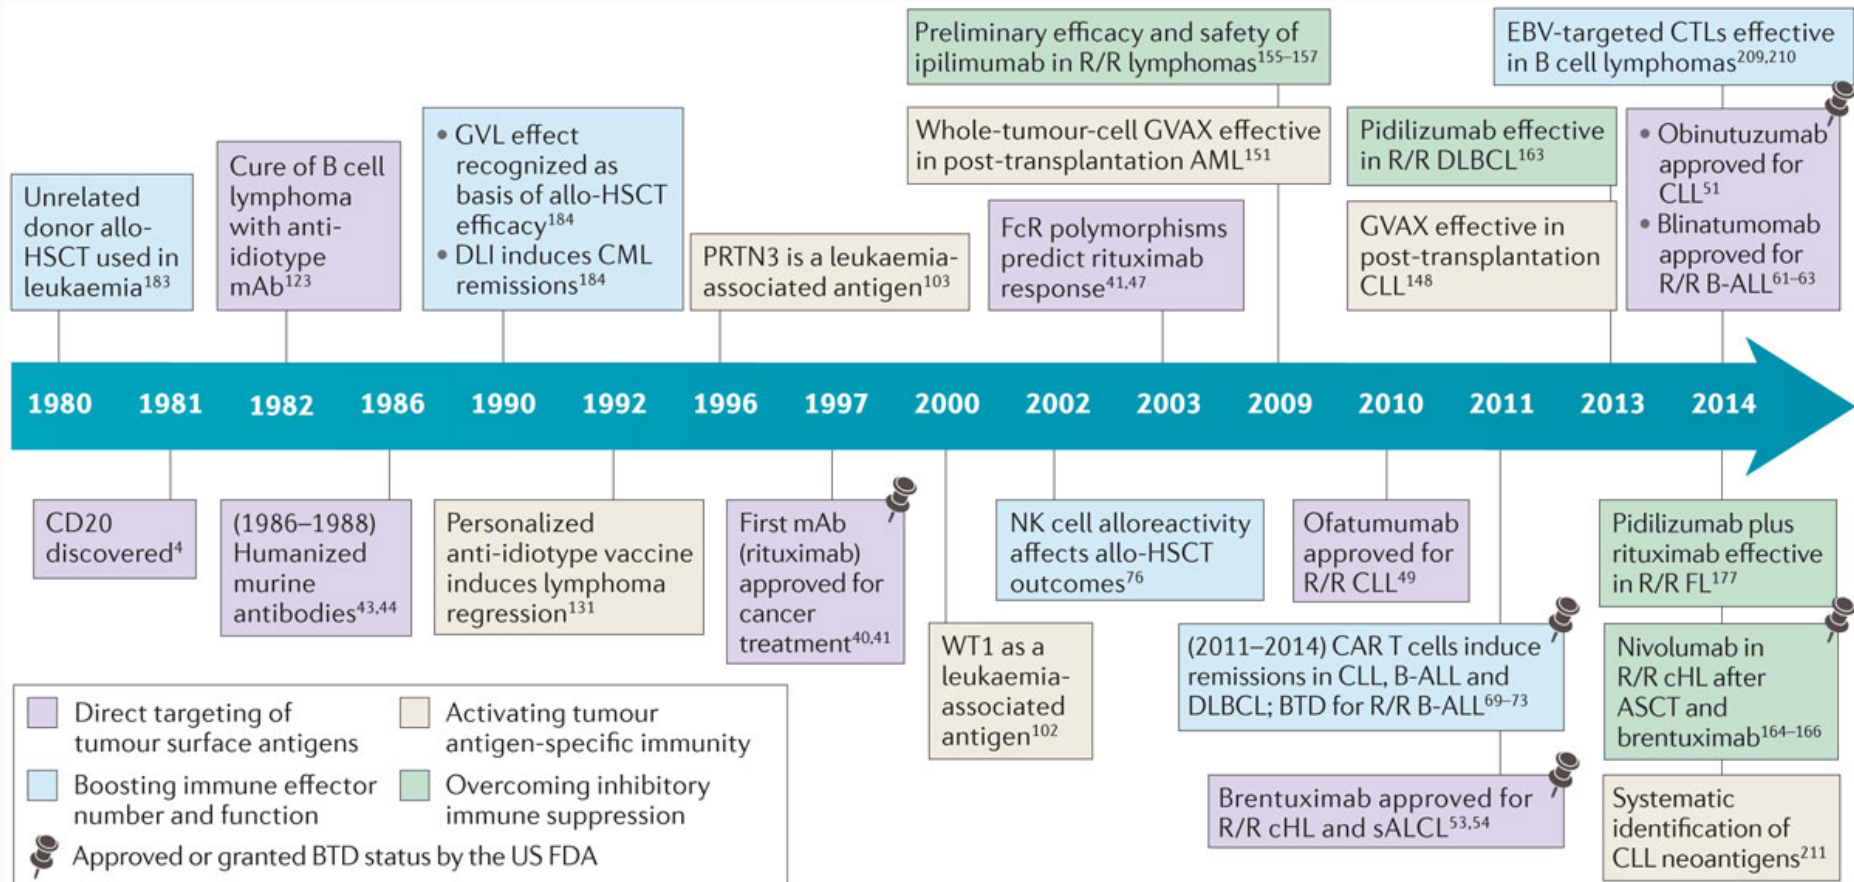 Preliminary efficacy and safety of
ipilimumab in R/R lymphomas155–157
EBV-targeted CTLs effective
in B cell lymphomas209,210
Unrelated
donor allo-
HSCT used in
leukaemia183
Cure of B cell
lymphoma
with anti-
idiotype
mAb123
• GVL effect
recognized as
basis of allo-HSCT
efficacy184
• DLI induces CML
remissions184
PRTN3 is a leukaemia-
associated antigen103
Whole-tumour-cell GVAX effective
in post-transplantation AML151
FcR polymorphisms
predict rituximab
response41,47
Pidilizumab effective
in R/R DLBCL163
GVAX effective in
post-transplantation
CLL148
• Obinutuzumab
approved for
CLL51
• Blinatumomab
approved for
R/R B-ALL61–63
1980 1981 1982 1986 1990 1992 1996 1997 2000 2002 2003 2009 2010 2011 2013 2014
CD20
discovered4
(1986–1988)
Humanized
murine
antibodies43,44
Personalized
anti-idiotype vaccine
induces lymphoma
regression131
First mAb
(rituximab)
approved for
cancer
treatment40,41
WT1 as a
leukaemia-
associated
antigen102
NK cell alloreactivity
affects allo-HSCT
outcomes76
Ofatumumab
approved for
R/R CLL49
(2011–2014) CAR T cells induce
remissions in CLL, B-ALL and
DLBCL; BTD for R/R B-ALL69–73
Brentuximab approved for
R/R cHL and sALCL53,54
Pidilizumab plus
rituximab effective
in R/R FL177
Nivolumab in
R/R cHL after
ASCT and
brentuximab164–166
Systematic
identification of
CLL neoantigens211
Direct targeting of
tumour surface antigens
Activating tumour
antigen-specific immunity
Boosting immune effector
number and function
Overcoming inhibitory
immune suppression
Approved or granted BTD status by the US FDA